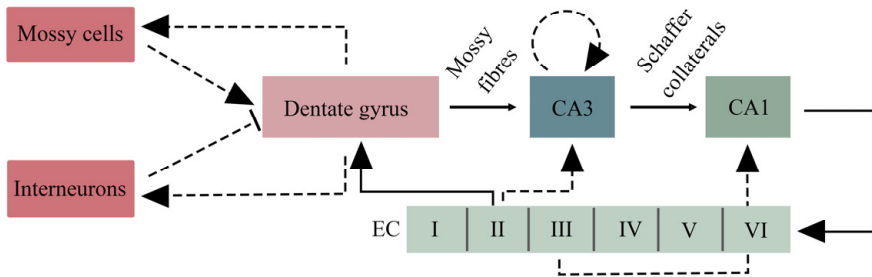 Mossy cells
Mossy
fibres
Schaffer
collaterals
Dentate gyrus
CA3
CA1
Interneurons
EC I II III IV V VI